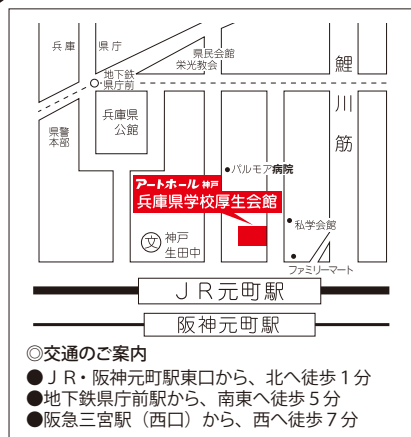 兵庫県庁
県民会館
栄光教会
地下鉄
県庁前
鯉川筋
兵庫県
公館
県警
本部
パルモア病院
アートホール神戸
兵庫県学校厚生会館
私学会館
文
神戸
生田中
ファミリーマート
JR元町駅
阪神元町駅
◎交通のご案内
●JR・阪神元町駅東口から、北へ徒歩1分
●地下鉄県庁前駅から、南東へ徒歩5分
●阪急三宮駅（西口）から、西へ徒歩7分